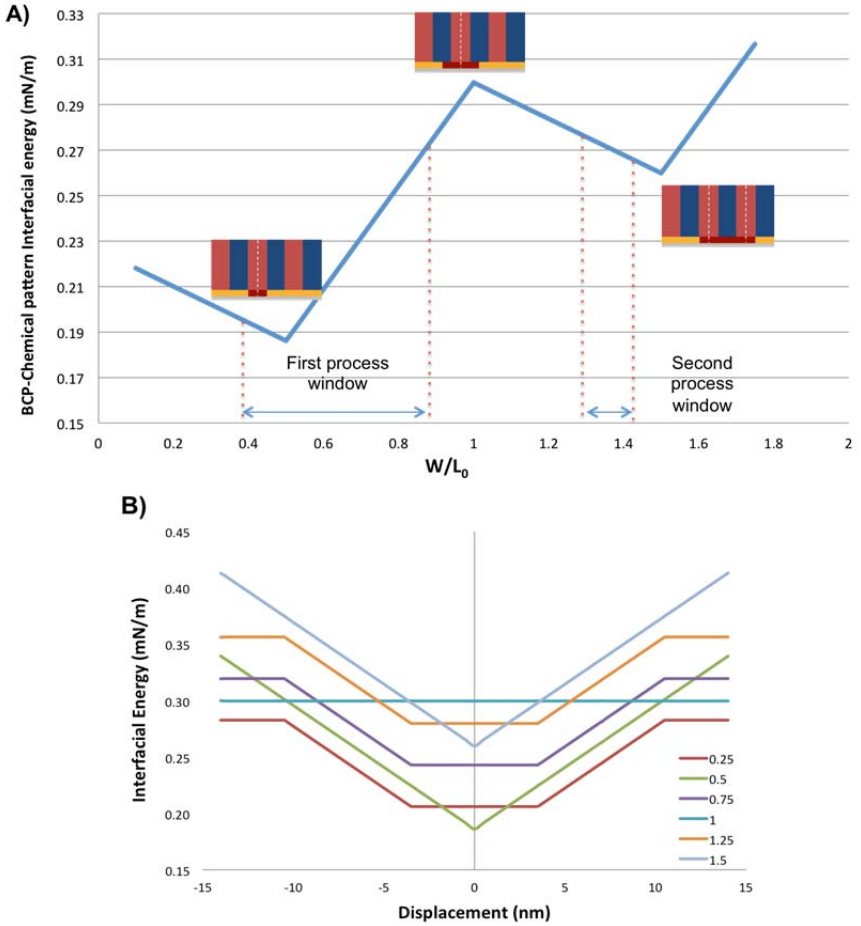 A)
BCP-Chemical pattern Interfacial energy (mN/m)
0.33
0.31
0.29
0.27
0.25
0.23
0.21
0.19
0.17
0.15
First process
window
Second
process
window
0 0.2 0.4 0.6 0.8 1 1.2 1.4 1.6 1.8 2
W/L₀
B)
Interfacial Energy (mN/m)
0.45
0.40
0.35
0.30
0.25
0.20
0.15
0.25
0.5
0.75
1
1.25
1.5
-15 -10 -5 0 5 10 15
Displacement (nm)